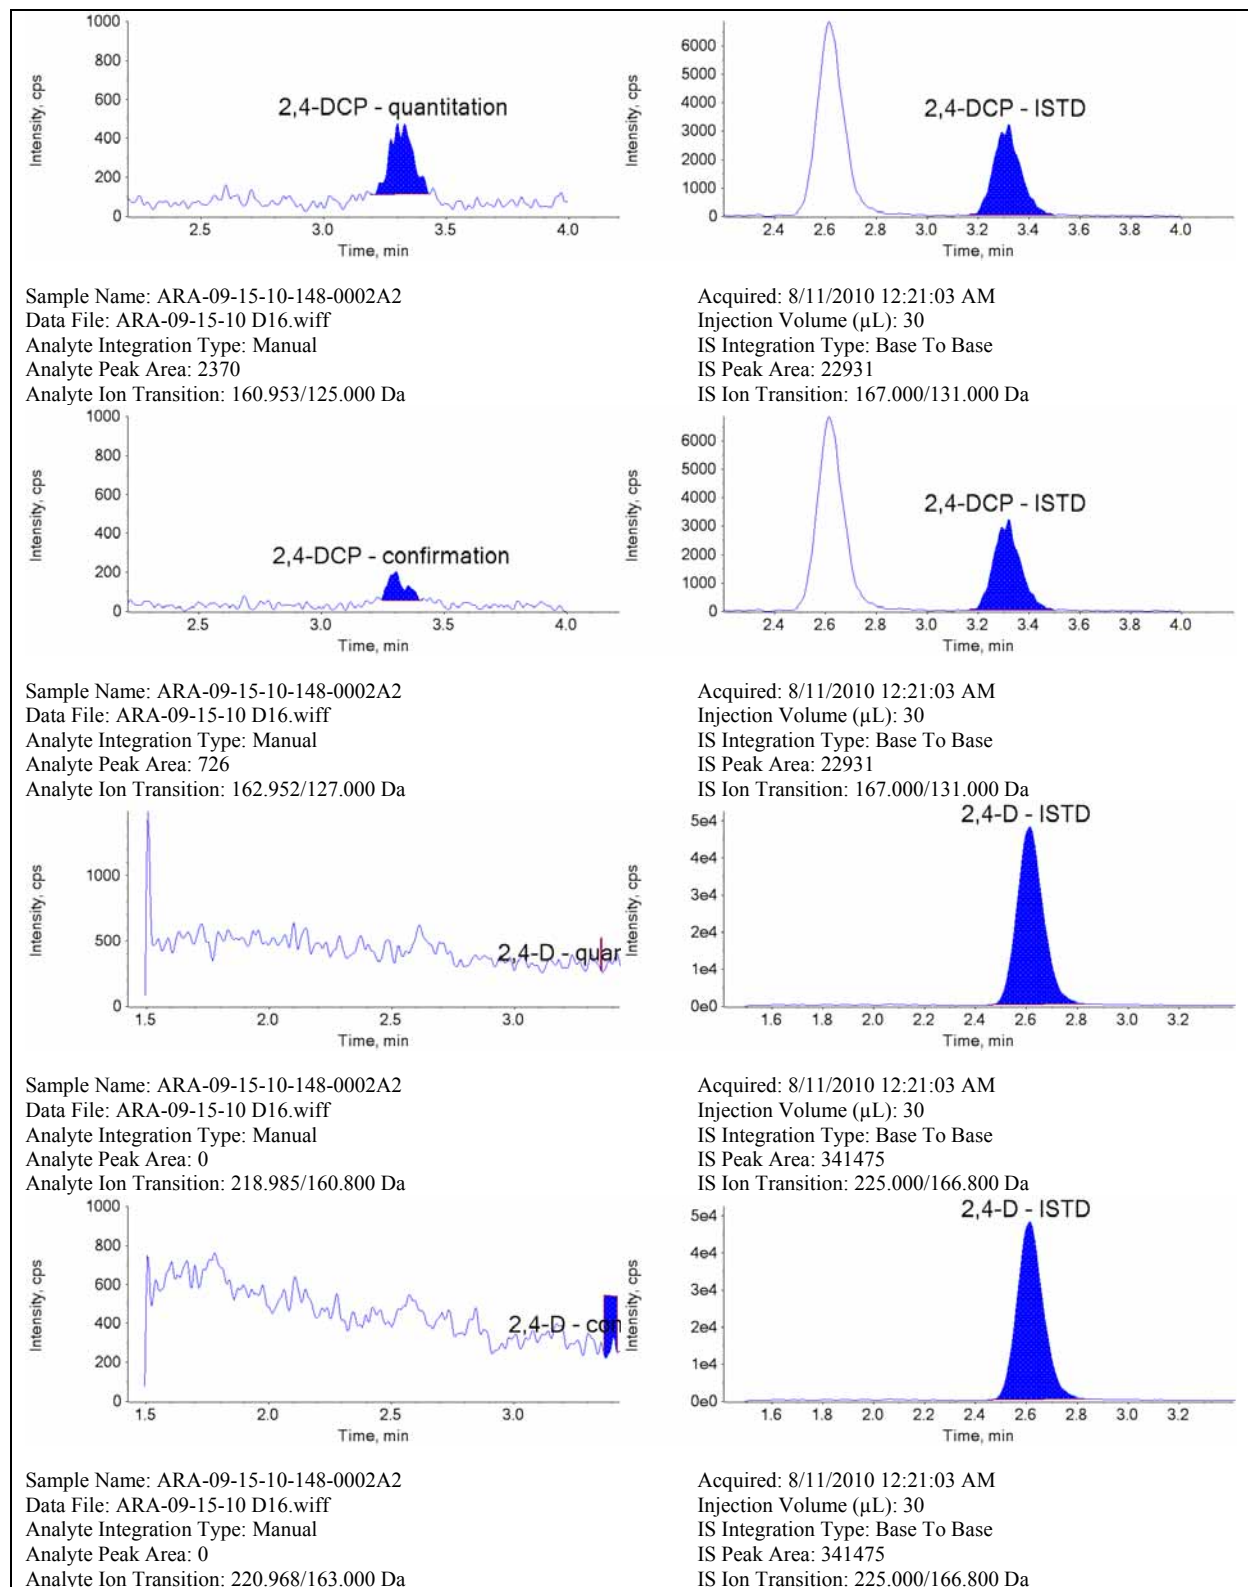 1000
800
600
400
200
0
Intensity, cps
2,4-DCP - quantitation
2.5 3.0 3.5 4.0
Time, min
6000
5000
4000
3000
2000
1000
0
Intensity, cps
2,4-DCP - ISTD
2.4 2.6 2.8 3.0 3.2 3.4 3.6 3.8 4.0
Time, min
Sample Name: ARA-09-15-10-148-0002A2
Data File: ARA-09-15-10 D16.wiff
Analyte Integration Type: Manual
Analyte Peak Area: 2370
Analyte Ion Transition: 160.953/125.000 Da
Acquired: 8/11/2010 12:21:03 AM
Injection Volume (µL): 30
IS Integration Type: Base To Base
IS Peak Area: 22931
IS Ion Transition: 167.000/131.000 Da
1000
800
600
400
200
0
Intensity, cps
2,4-DCP - confirmation
2.5 3.0 3.5 4.0
Time, min
6000
5000
4000
3000
2000
1000
0
Intensity, cps
2,4-DCP - ISTD
2.4 2.6 2.8 3.0 3.2 3.4 3.6 3.8 4.0
Time, min
Sample Name: ARA-09-15-10-148-0002A2
Data File: ARA-09-15-10 D16.wiff
Analyte Integration Type: Manual
Analyte Peak Area: 726
Analyte Ion Transition: 162.952/127.000 Da
Acquired: 8/11/2010 12:21:03 AM
Injection Volume (µL): 30
IS Integration Type: Base To Base
IS Peak Area: 22931
IS Ion Transition: 167.000/131.000 Da
1000
500
0
Intensity, cps
2,4-D - quar
1.5 2.0 2.5 3.0
Time, min
5e4
4e4
3e4
2e4
1e4
0e0
Intensity, cps
2,4-D - ISTD
1.6 1.8 2.0 2.2 2.4 2.6 2.8 3.0 3.2
Time, min
Sample Name: ARA-09-15-10-148-0002A2
Data File: ARA-09-15-10 D16.wiff
Analyte Integration Type: Manual
Analyte Peak Area: 0
Analyte Ion Transition: 218.985/160.800 Da
Acquired: 8/11/2010 12:21:03 AM
Injection Volume (µL): 30
IS Integration Type: Base To Base
IS Peak Area: 341475
IS Ion Transition: 225.000/166.800 Da
1000
800
600
400
200
0
Intensity, cps
2,4-D - con
1.5 2.0 2.5 3.0
Time, min
5e4
4e4
3e4
2e4
1e4
0e0
Intensity, cps
2,4-D - ISTD
1.6 1.8 2.0 2.2 2.4 2.6 2.8 3.0 3.2
Time, min
Sample Name: ARA-09-15-10-148-0002A2
Data File: ARA-09-15-10 D16.wiff
Analyte Integration Type: Manual
Analyte Peak Area: 0
Analyte Ion Transition: 220.968/163.000 Da
Acquired: 8/11/2010 12:21:03 AM
Injection Volume (µL): 30
IS Integration Type: Base To Base
IS Peak Area: 341475
IS Ion Transition: 225.000/166.800 Da